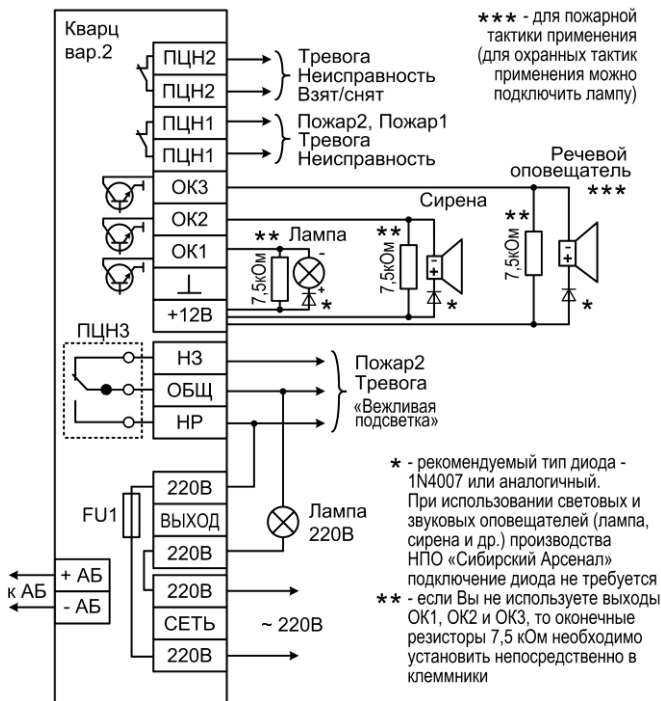 Кварц
вар.2
*** - для пожарной
тактики применения
(для охранных тактик
применения можно
подключить лампу)
ПЦН2
ПЦН2
Тревога
Неисправность
Взят/снят
ПЦН1
ПЦН1
Пожар2, Пожар1
Тревога
Неисправность
Речевой
оповещатель
***
ОК3
ОК2
ОК1
⊥
+12В
** Лампа
7,5кОм
-
+
*
Сирена
**
7,5кОм
- +
*
**
7,5кОм
- +
*
ПЦН3
НЗ
ОБЩ
НР
Пожар2
Тревога
«Вежливая
подсветка»
FU1
220В
ВЫХОД
220В
Лампа
220В
220В
СЕТЬ
220В
~ 220В
к АБ
+ АБ
- АБ
* - рекомендуемый тип диода -
1N4007 или аналогичный.
При использовании световых и
звуковых оповещателей (лампа,
сирена и др.) производства
НПО «Сибирский Арсенал»
подключение диода не требуется
** - если Вы не используете выходы
ОК1, ОК2 и ОК3, то оконечные
резисторы 7,5 кОм необходимо
установить непосредственно в
клеммники